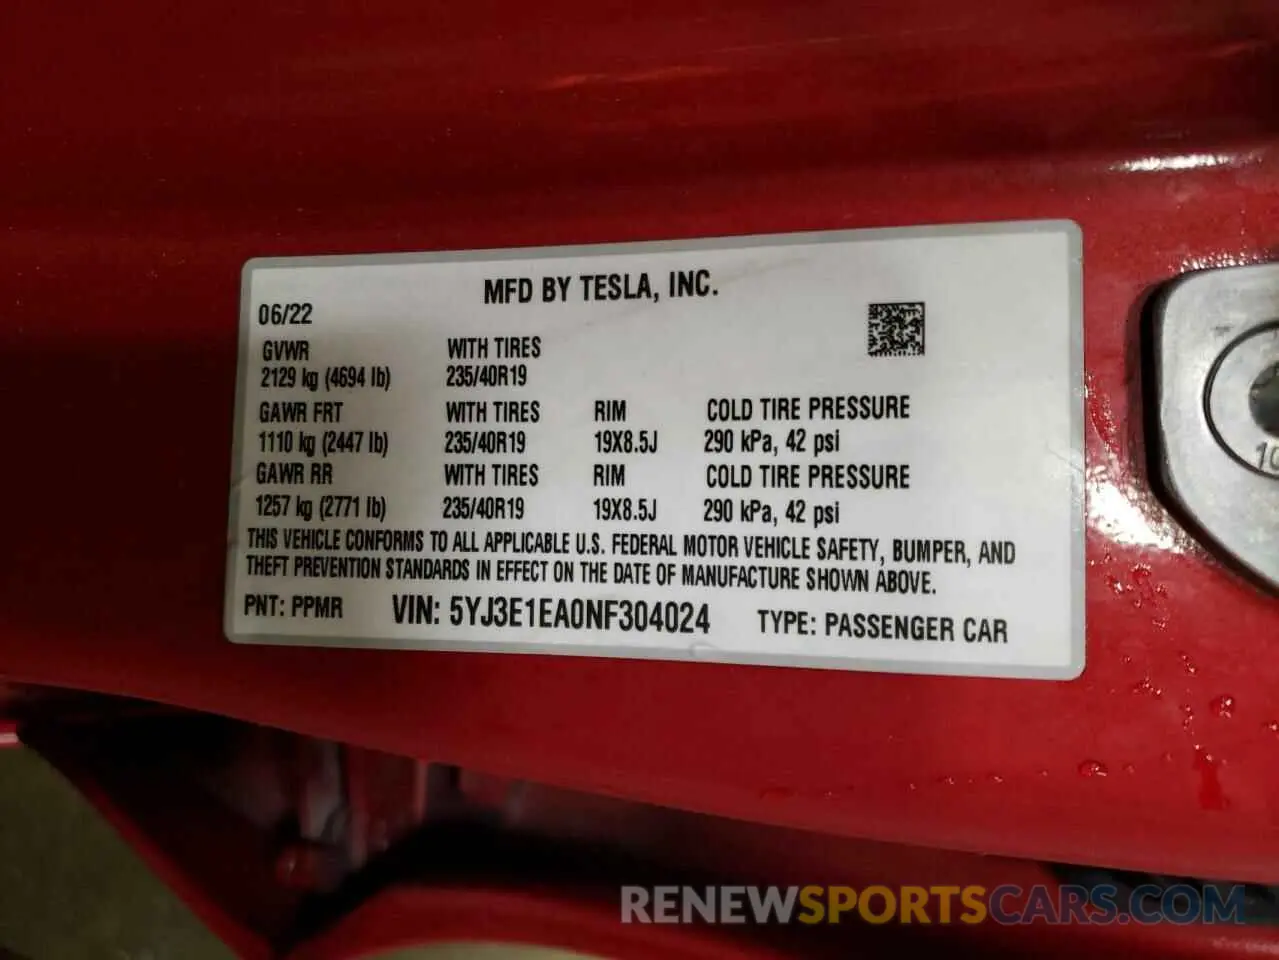 MFD BY TESLA, INC.
06/22
GVWR WITH TIRES
2129 kg (4694 lb) 235/40R19
GAWR FRT WITH TIRES RIM COLD TIRE PRESSURE
1110 kg (2447 lb) 235/40R19 19X8.5J 290 kPa, 42 psi
GAWR RR WITH TIRES RIM COLD TIRE PRESSURE
1257 kg (2771 lb) 235/40R19 19X8.5J 290 kPa, 42 psi
THIS VEHICLE CONFORMS TO ALL APPLICABLE U.S. FEDERAL MOTOR VEHICLE SAFETY, BUMPER, AND
THEFT PREVENTION STANDARDS IN EFFECT ON THE DATE OF MANUFACTURE SHOWN ABOVE.
PNT: PPMR VIN: 5YJ3E1EA0NF304024 TYPE: PASSENGER CAR
RENEWSPORTSCARS.COM